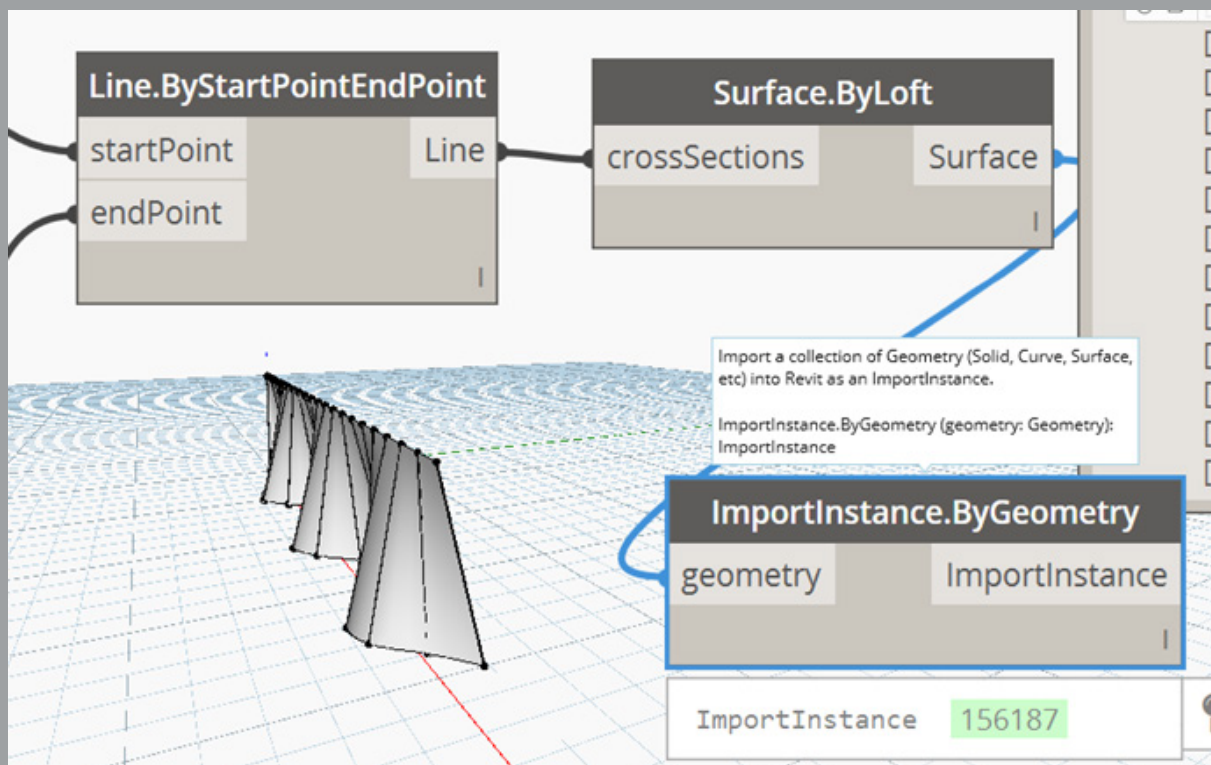 Line.ByStartPointEndPoint
Surface.ByLoft
startPoint
Line
crossSections
Surface
endPoint
I
I
Import a collection of Geometry (Solid, Curve, Surface,
etc) into Revit as an ImportInstance.
ImportInstance.ByGeometry (geometry: Geometry):
ImportInstance
ImportInstance.ByGeometry
geometry
ImportInstance
I
ImportInstance 156187